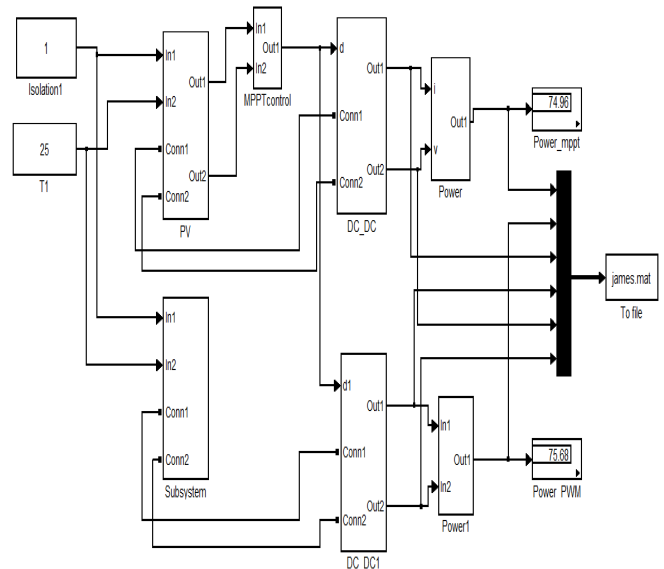 1
Isolation1
25
T1
In1
In2
Conn1
Conn2
Out1
Out2
PV
In1
In2
Out1
MPPTcontrol
d
Conn1
Conn2
Out1
Out2
DC_DC
i
v
Out1
Power
74.96
Power_mppt
james.mat
To file
In1
In2
Conn1
Conn2
Subsystem
d1
Conn1
Conn2
Out1
Out2
DC_DC1
In1
In2
Out1
Power1
75.68
Power_PWM